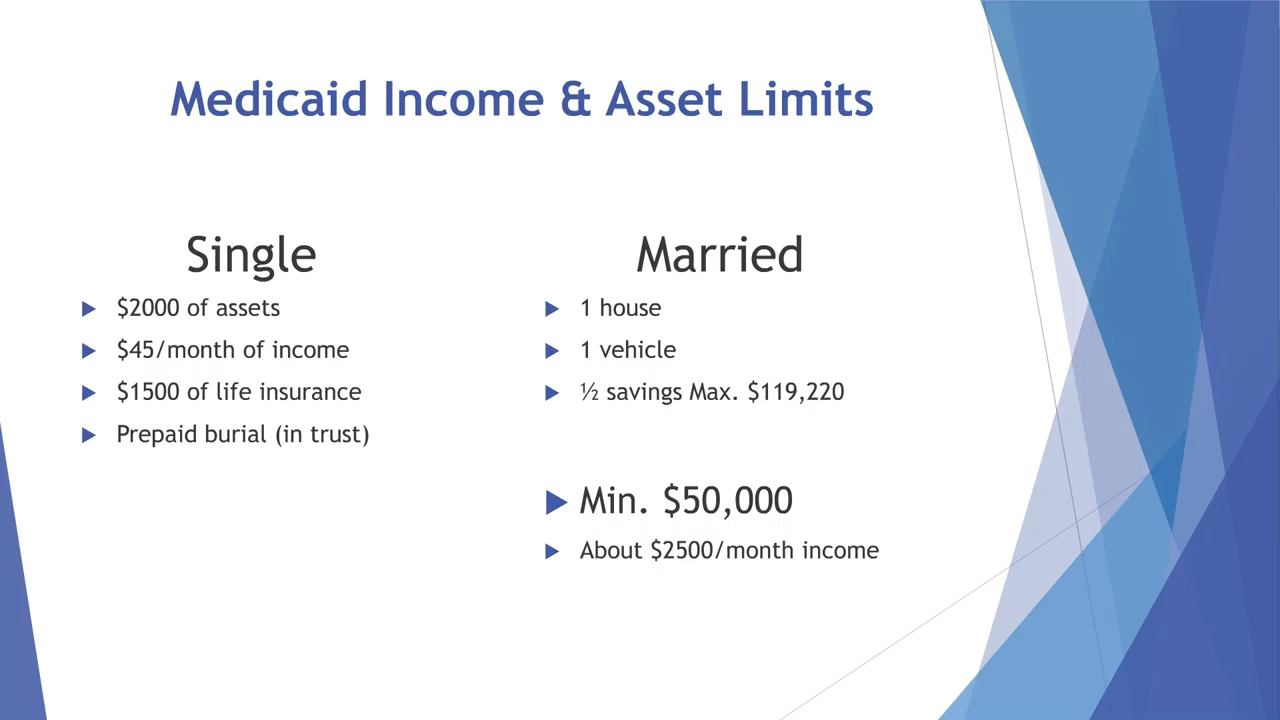 Medicaid Income & Asset Limits
Single
$2000 of assets
$45/month of income
$1500 of life insurance
Prepaid burial (in trust)
Married
1 house
1 vehicle
½ savings Max. $119,220
Min. $50,000
About $2500/month income